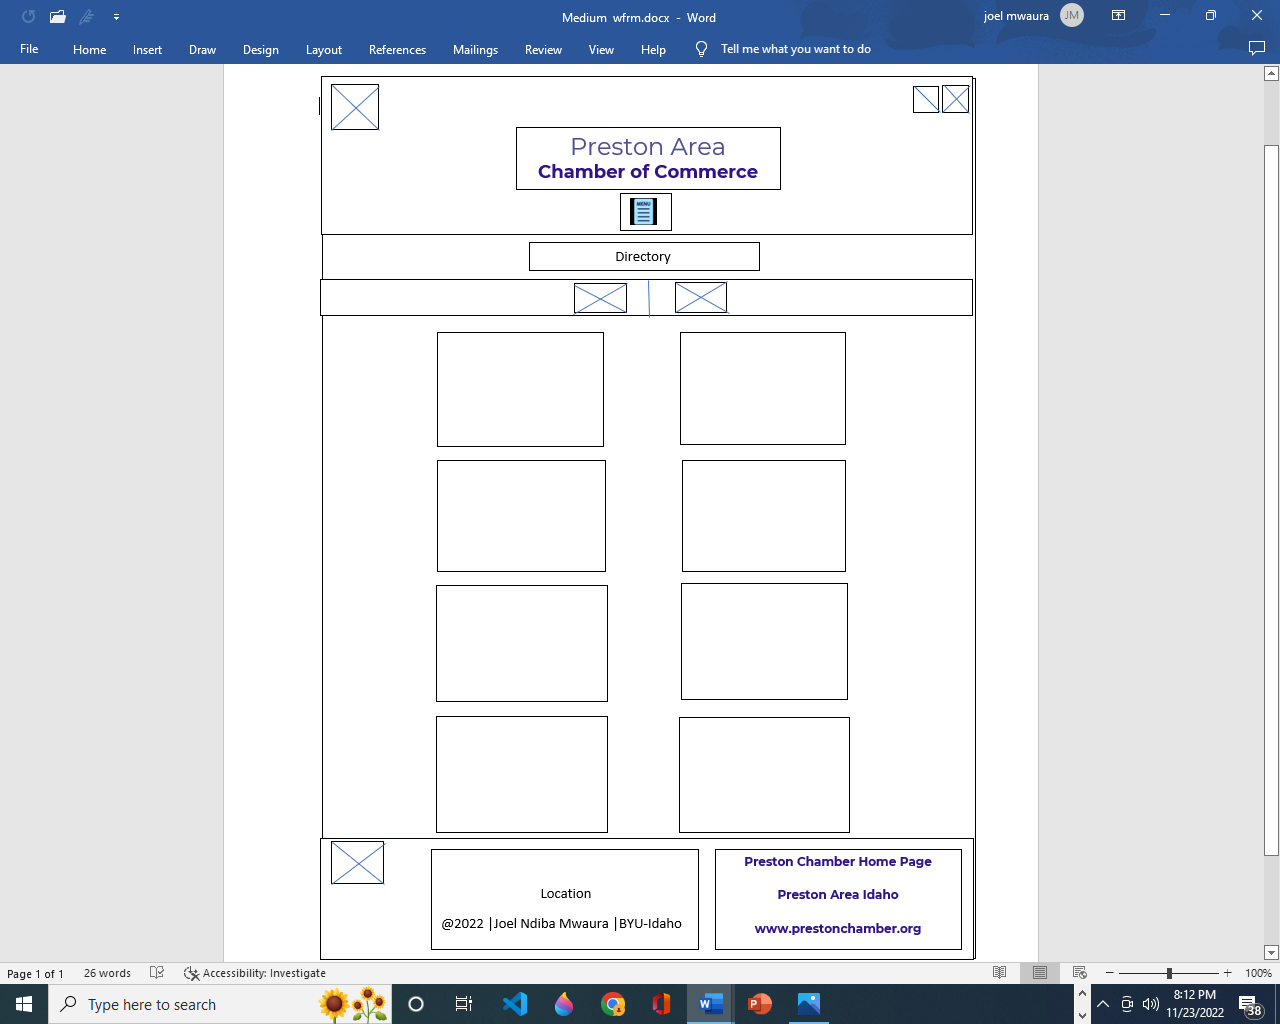 Medium wfrm.docx - Word
joel mwaura
JM
File
Home
Insert
Draw
Design
Layout
References
Mailings
Review
View
Help
Tell me what you want to do
Preston Area
Chamber of Commerce
MENU
Directory
Location
@2022 |Joel Ndiba Mwaura |BYU-Idaho
Preston Chamber Home Page
Preston Area Idaho
www.prestonchamber.org
Page 1 of 1
26 words
Accessibility: Investigate
100%
Type here to search
8:12 PM
11/23/2022
38